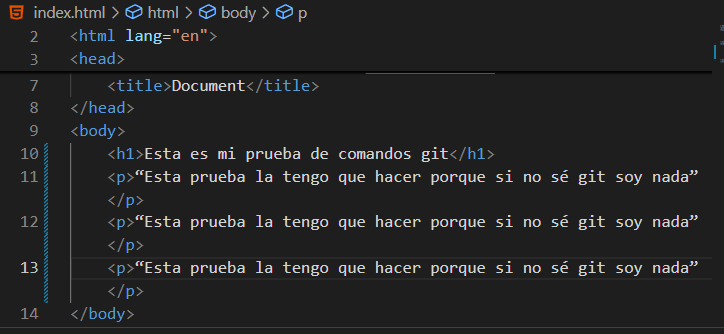 index.html > html > body > p
2 <html lang="en">
3 <head>
7 <title>Document</title>
8 </head>
9 <body>
10 <h1>Esta es mi prueba de comandos git</h1>
11 <p>“Esta prueba la tengo que hacer porque si no sé git soy nada”
</p>
12 <p>“Esta prueba la tengo que hacer porque si no sé git soy nada”
</p>
13 <p>“Esta prueba la tengo que hacer porque si no sé git soy nada”
</p>
14 </body>